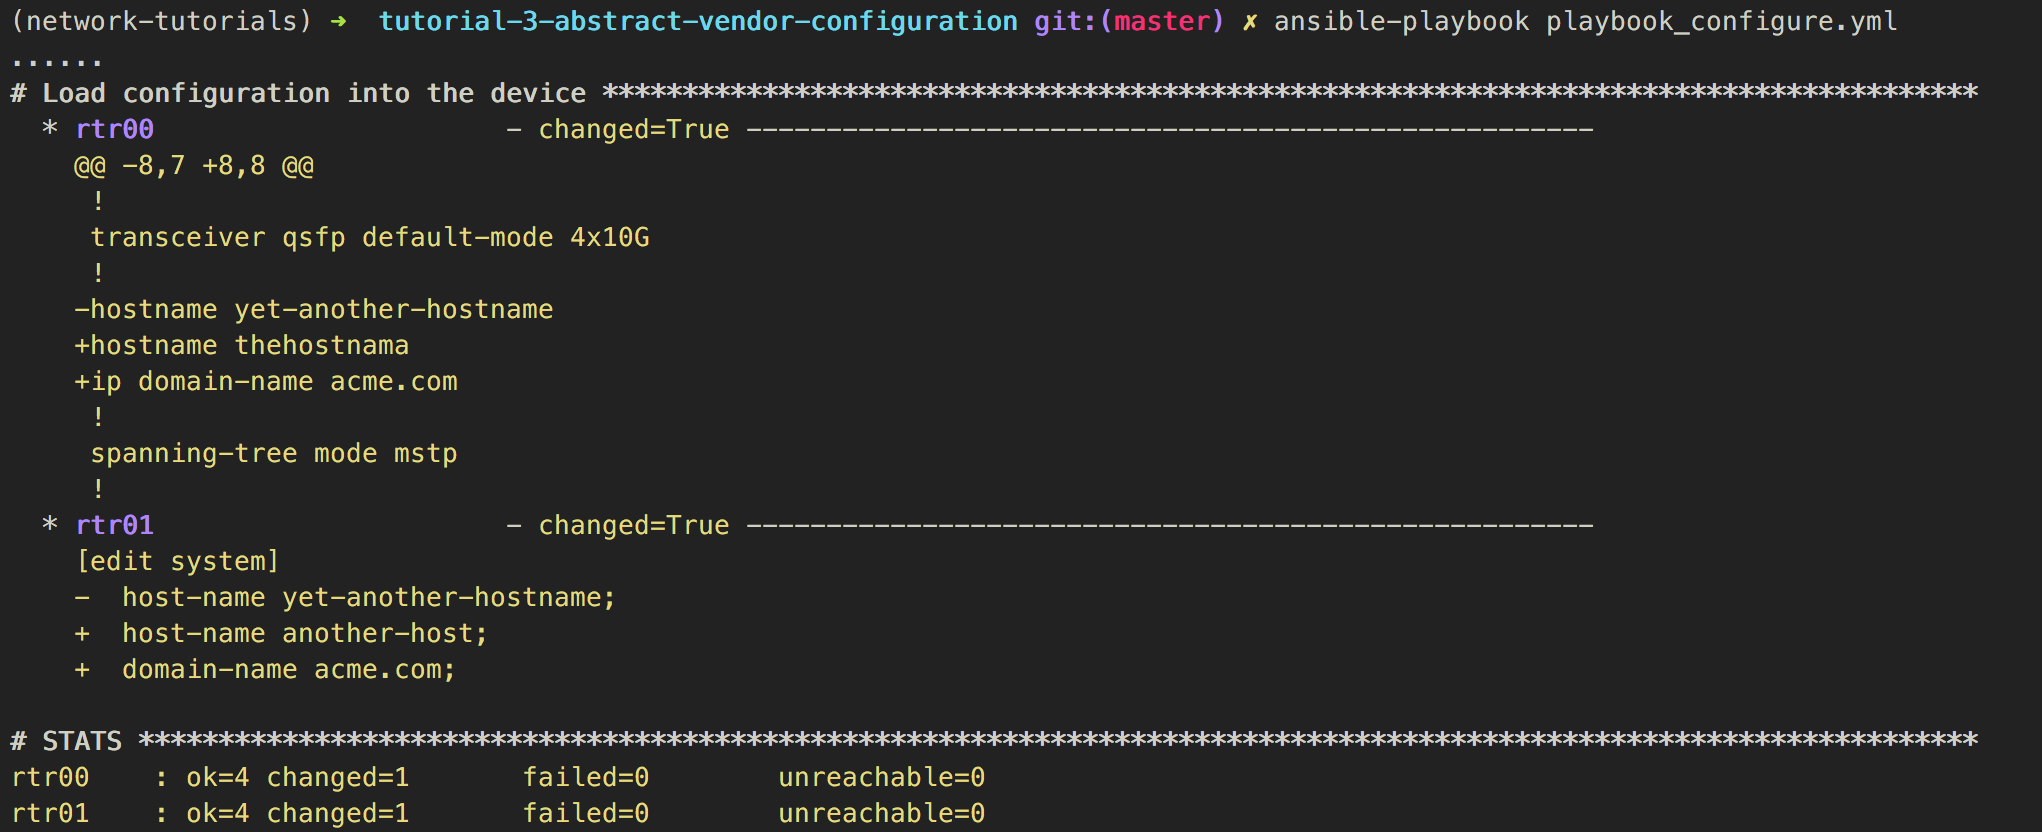 (network-tutorials) ➜  tutorial-3-abstract-vendor-configuration git:(master) ✗ ansible-playbook playbook_configure.yml
......
# Load configuration into the device **************************************************************************************
  * rtr00                      - changed=True -----------------------------------------------------
    @@ -8,7 +8,8 @@
     !
     transceiver qsfp default-mode 4x10G
     !
    -hostname yet-another-hostname
    +hostname thehostnama
    +ip domain-name acme.com
     !
     spanning-tree mode mstp
     !
  * rtr01                      - changed=True -----------------------------------------------------
    [edit system]
    -  host-name yet-another-hostname;
    +  host-name another-host;
    +  domain-name acme.com;
# STATS *******************************************************************************************************************
rtr00    : ok=4 changed=1       failed=0        unreachable=0
rtr01    : ok=4 changed=1       failed=0        unreachable=0